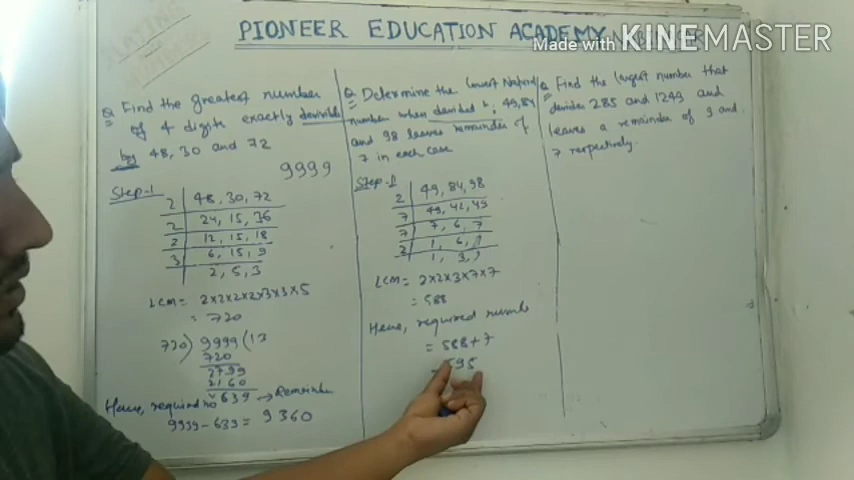 PIONEER EDUCATION ACADEMY
Made with KINEMASTER
Q Find the greatest number
of 4 digits exactly
by 48, 30 and 72
9999
Step-1
2 | 48, 30, 72
2 | 24, 15, 36
2 | 12, 15, 18
3 | 6, 15, 9
2, 5, 3
LCM = 2×2×2×2×3×3×5
= 720
720) 9999 (13
720
2799
2160
639 → Remainder
Hence, required no
9999 - 639 = 9360
Q Determine the lowest Natural
number when divided by, 49, 84
and 98 leaves remainder of
7 in each case
Step-1
2 | 49, 84, 98
7 | 49, 42, 49
7 | 7, 6, 7
2 | 1, 6, 1
1, 3, 1
LCM = 2×2×3×7×7
= 588
Hence, required numbe
= 588 + 7
= 595
Q Find the largest number that
divides 285 and 1249 and
leaves a remainder of 9 and
7 respectively.